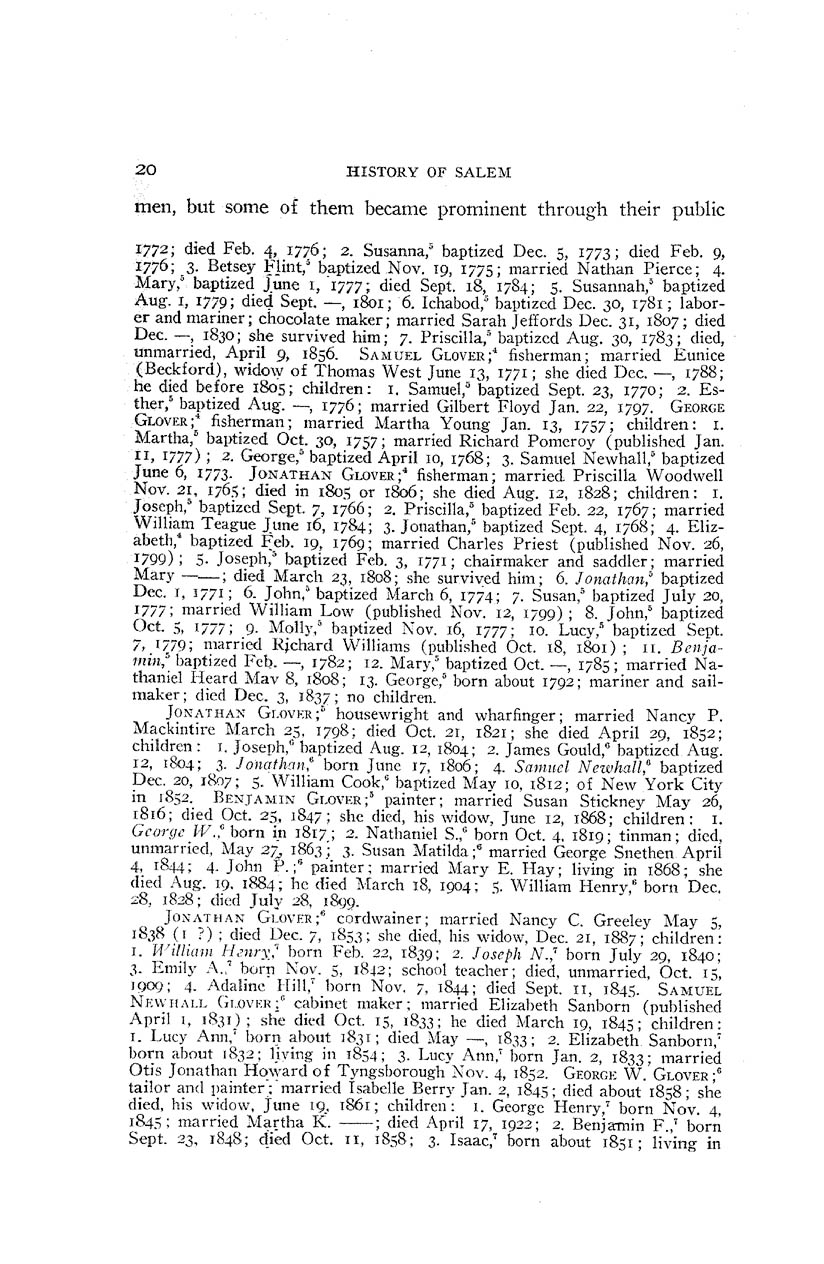 20 HISTORY OF SALEM
men, but some of them became prominent through their public
1772; died Feb. 4, 1776; 2. Susanna,⁵ baptized Dec. 5, 1773; died Feb. 9,
1776; 3. Betsey Flint,⁵ baptized Nov. 19, 1775; married Nathan Pierce; 4.
Mary,⁵ baptized June 1, 1777; died Sept. 18, 1784; 5. Susannah,⁵ baptized
Aug. 1, 1779; died Sept. —, 1801; 6. Ichabod,⁵ baptized Dec. 30, 1781; labor-
er and mariner; chocolate maker; married Sarah Jeffords Dec. 31, 1807; died
Dec. —, 1830; she survived him; 7. Priscilla,⁵ baptized Aug. 30, 1783; died,
unmarried, April 9, 1856. SAMUEL GLOVER;⁴ fisherman; married Eunice
(Beckford), widow of Thomas West June 13, 1771; she died Dec. —, 1788;
he died before 1805; children: 1. Samuel,⁵ baptized Sept. 23, 1770; 2. Es-
ther,⁵ baptized Aug. —, 1776; married Gilbert Floyd Jan. 22, 1797. GEORGE
GLOVER;⁴ fisherman; married Martha Young Jan. 13, 1757; children: 1.
Martha,⁵ baptized Oct. 30, 1757; married Richard Pomeroy (published Jan.
11, 1777); 2. George,⁵ baptized April 10, 1768; 3. Samuel Newhall,⁵ baptized
June 6, 1773. JONATHAN GLOVER;⁴ fisherman; married Priscilla Woodwell
Nov. 21, 1765; died in 1805 or 1806; she died Aug. 12, 1828; children: 1.
Joseph,⁵ baptized Sept. 7, 1766; 2. Priscilla,⁵ baptized Feb. 22, 1767; married
William Teague June 16, 1784; 3. Jonathan,⁵ baptized Sept. 4, 1768; 4. Eliz-
abeth,⁴ baptized Feb. 19, 1769; married Charles Priest (published Nov. 26,
1799); 5. Joseph,⁵ baptized Feb. 3, 1771; chairmaker and saddler; married
Mary ——; died March 23, 1808; she survived him; 6. Jonathan,⁵ baptized
Dec. 1, 1771; 6. John,⁵ baptized March 6, 1774; 7. Susan,⁵ baptized July 20,
1777; married William Low (published Nov. 12, 1799); 8. John,⁵ baptized
Oct. 5, 1777; 9. Molly,⁵ baptized Nov. 16, 1777; 10. Lucy,⁵ baptized Sept.
7, 1779; married Richard Williams (published Oct. 18, 1801); 11. Benja-
min,⁵ baptized Feb. —, 1782; 12. Mary,⁵ baptized Oct. —, 1785; married Na-
thaniel Heard May 8, 1808; 13. George,⁵ born about 1792; mariner and sail-
maker; died Dec. 3, 1837; no children.
JONATHAN GLOVER;⁵ housewright and wharfinger; married Nancy P.
Mackintire March 25, 1798; died Oct. 21, 1821; she died April 29, 1852;
children: 1. Joseph,⁶ baptized Aug. 12, 1804; 2. James Gould,⁶ baptized Aug.
12, 1804; 3. Jonathan,⁶ born June 17, 1806; 4. Samuel Newhall,⁶ baptized
Dec. 20, 1807; 5. William Cook,⁶ baptized May 10, 1812; of New York City
in 1852. BENJAMIN GLOVER;⁵ painter; married Susan Stickney May 26,
1816; died Oct. 25, 1847; she died, his widow, June 12, 1868; children: 1.
George W.,⁶ born in 1817; 2. Nathaniel S.,⁶ born Oct. 4, 1819; tinman; died,
unmarried, May 27, 1863; 3. Susan Matilda;⁶ married George Snethen April
4, 1844; 4. John P.;⁶ painter; married Mary E. Hay; living in 1868; she
died Aug. 19, 1884; he died March 18, 1904; 5. William Henry,⁶ born Dec.
28, 1828; died July 28, 1899.
JONATHAN GLOVER;⁶ cordwainer; married Nancy C. Greeley May 5,
1838 (1 ?); died Dec. 7, 1853; she died, his widow, Dec. 21, 1887; children:
1. William Henry,⁷ born Feb. 22, 1839; 2. Joseph N.,⁷ born July 29, 1840;
3. Emily A.,⁷ born Nov. 5, 1842; school teacher; died, unmarried, Oct. 15,
1909; 4. Adaline Hill,⁷ born Nov. 7, 1844; died Sept. 11, 1845. SAMUEL
NEWHALL GLOVER;⁶ cabinet maker; married Elizabeth Sanborn (published
April 1, 1831); she died Oct. 15, 1833; he died March 19, 1845; children:
1. Lucy Ann,⁷ born about 1831; died May —, 1833; 2. Elizabeth Sanborn,⁷
born about 1832; living in 1854; 3. Lucy Ann,⁷ born Jan. 2, 1833; married
Otis Jonathan Howard of Tyngsborough Nov. 4, 1852. GEORGE W. GLOVER;⁶
tailor and painter; married Isabelle Berry Jan. 2, 1845; died about 1858; she
died, his widow, June 19, 1861; children: 1. George Henry,⁷ born Nov. 4,
1845; married Martha K. ——; died April 17, 1922; 2. Benjamin F.,⁷ born
Sept. 23, 1848; died Oct. 11, 1858; 3. Isaac,⁷ born about 1851; living in